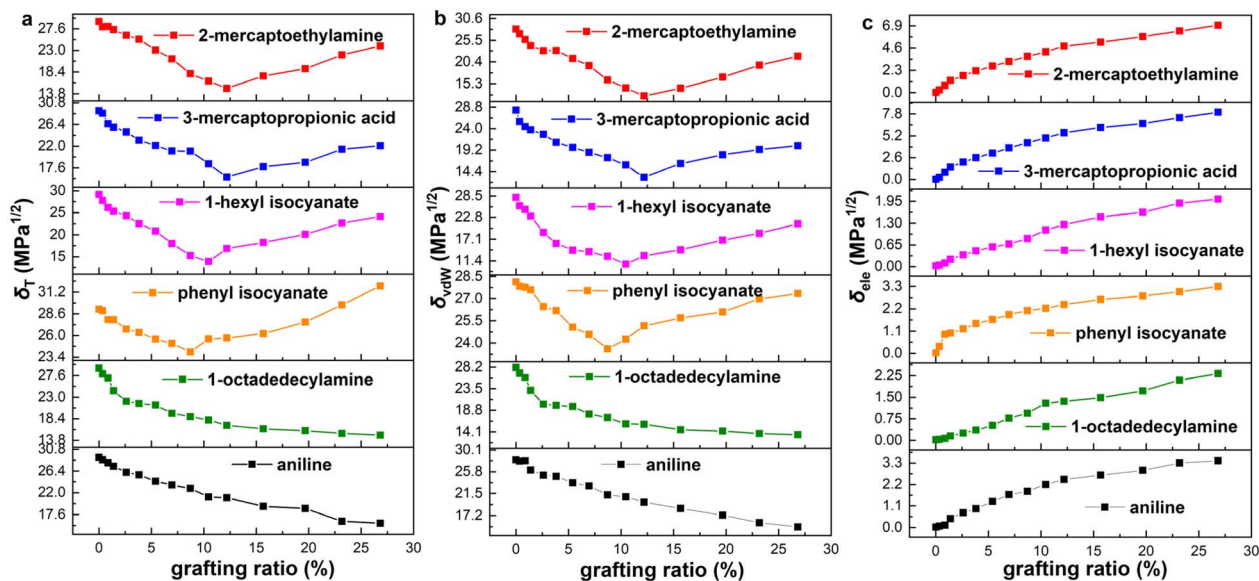 a
δT (MPa1/2)
27.6
23.0
18.4
13.8
2-mercaptoethylamine
30.8
26.4
22.0
17.6
3-mercaptopropionic acid
29
25
20
15
1-hexyl isocyanate
31.2
28.6
26.0
23.4
phenyl isocyanate
27.6
23.0
18.4
13.8
1-octadedecylamine
30.8
26.4
22.0
17.6
aniline
0 5 10 15 20 25 30
grafting ratio (%)
b
δvdW (MPa1/2)
30.6
25.5
20.4
15.3
2-mercaptoethylamine
28.8
24.0
19.2
14.4
3-mercaptopropionic acid
28.5
22.8
17.1
11.4
1-hexyl isocyanate
28.5
27.0
25.5
24.0
phenyl isocyanate
28.2
23.5
18.8
14.1
1-octadedecylamine
30.1
25.8
21.5
17.2
aniline
0 5 10 15 20 25 30
grafting ratio (%)
c
δele (MPa1/2)
6.9
4.6
2.3
0.0
2-mercaptoethylamine
7.8
5.2
2.6
0.0
3-mercaptopropionic acid
1.95
1.30
0.65
0.00
1-hexyl isocyanate
3.3
2.2
1.1
0.0
phenyl isocyanate
2.25
1.50
0.75
0.00
1-octadedecylamine
3.3
2.2
1.1
0.0
aniline
0 5 10 15 20 25 30
grafting ratio (%)